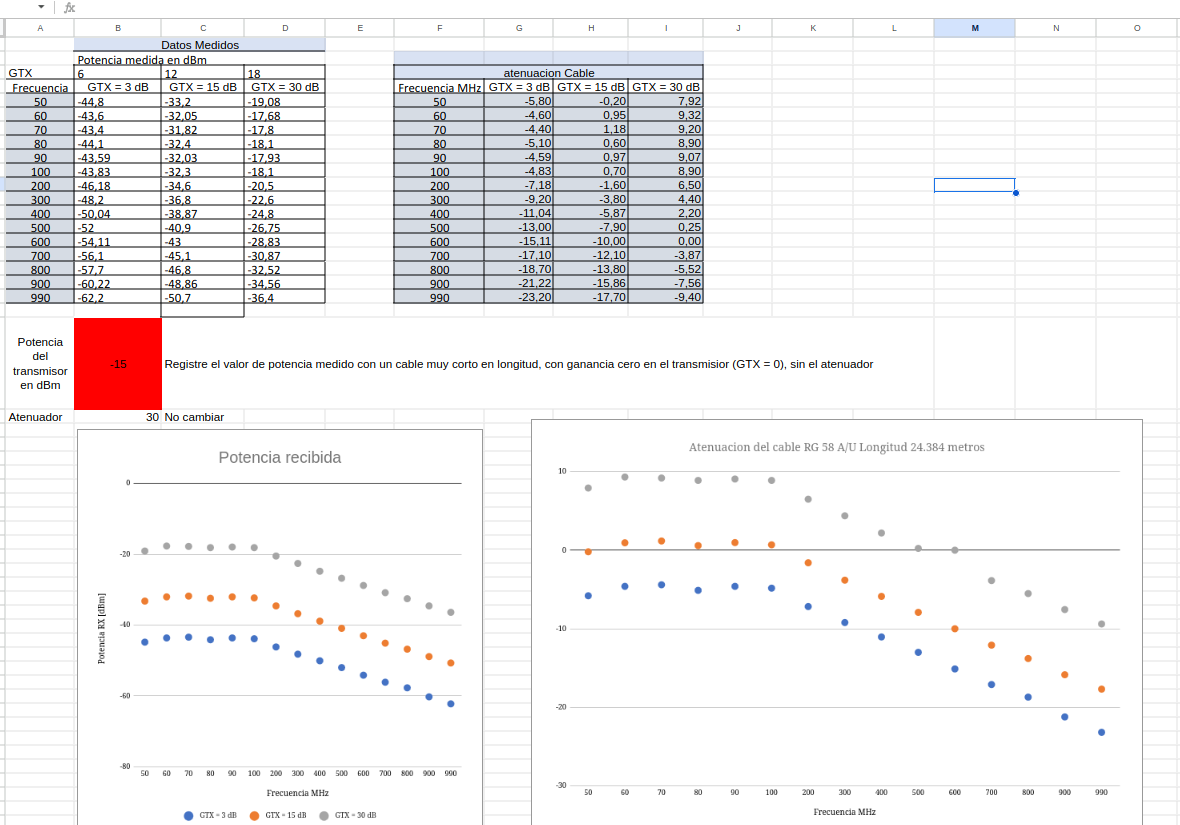 fx
A B C D E F G H I J K L M N O
Datos Medidos
Potencia medida en dBm
GTX 6 12 18 atenuacion Cable
Frecuencia GTX = 3 dB GTX = 15 dB GTX = 30 dB Frecuencia MHz GTX = 3 dB GTX = 15 dB GTX = 30 dB
50 -44,8 -33,2 -19,08 50 -5,80 -0,20 7,92
60 -43,6 -32,05 -17,68 60 -4,60 0,95 9,32
70 -43,4 -31,82 -17,8 70 -4,40 1,18 9,20
80 -44,1 -32,4 -18,1 80 -5,10 0,60 8,90
90 -43,59 -32,03 -17,93 90 -4,59 0,97 9,07
100 -43,83 -32,3 -18,1 100 -4,83 0,70 8,90
200 -46,18 -34,6 -20,5 200 -7,18 -1,60 6,50
300 -48,2 -36,8 -22,6 300 -9,20 -3,80 4,40
400 -50,04 -38,87 -24,8 400 -11,04 -5,87 2,20
500 -52 -40,9 -26,75 500 -13,00 -7,90 0,25
600 -54,11 -43 -28,83 600 -15,11 -10,00 0,00
700 -56,1 -45,1 -30,87 700 -17,10 -12,10 -3,87
800 -57,7 -46,8 -32,52 800 -18,70 -13,80 -5,52
900 -60,22 -48,86 -34,56 900 -21,22 -15,86 -7,56
990 -62,2 -50,7 -36,4 990 -23,20 -17,70 -9,40
Potencia
del
transmisor
en dBm
-15
Registre el valor de potencia medido con un cable muy corto en longitud, con ganancia cero en el transmisior (GTX = 0), sin el atenuador
Atenuador 30 No cambiar
Potencia recibida
0
-20
-40
-60
-80
Potencia RX [dBm]
50 60 70 80 90 100 200 300 400 500 600 700 800 900 990
Frecuencia MHz
GTX = 3 dB GTX = 15 dB GTX = 30 dB
Atenuacion del cable RG 58 A/U Longitud 24.384 metros
10
0
-10
-20
-30
50 60 70 80 90 100 200 300 400 500 600 700 800 900 990
Frecuencia MHz